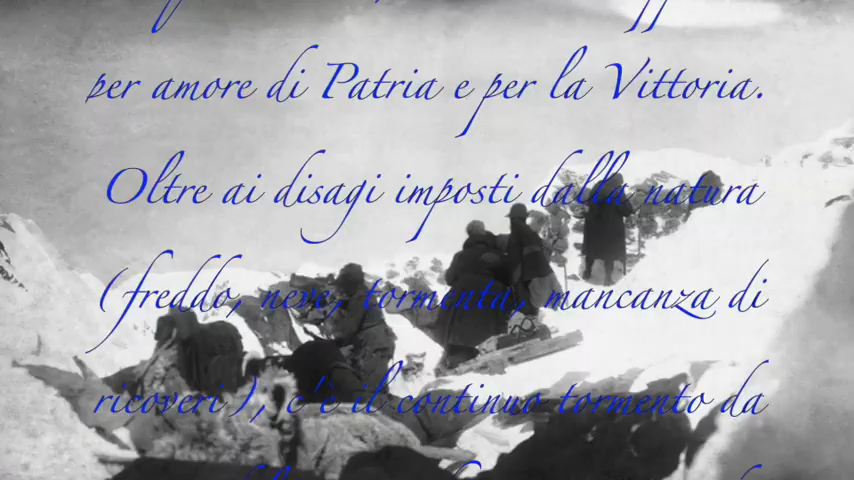 per amore di Patria e per la Vittoria.
Oltre ai disagi imposti dalla natura
(freddo, neve, tormenta, mancanza di
ricoveri), c'è il continuo tormento da